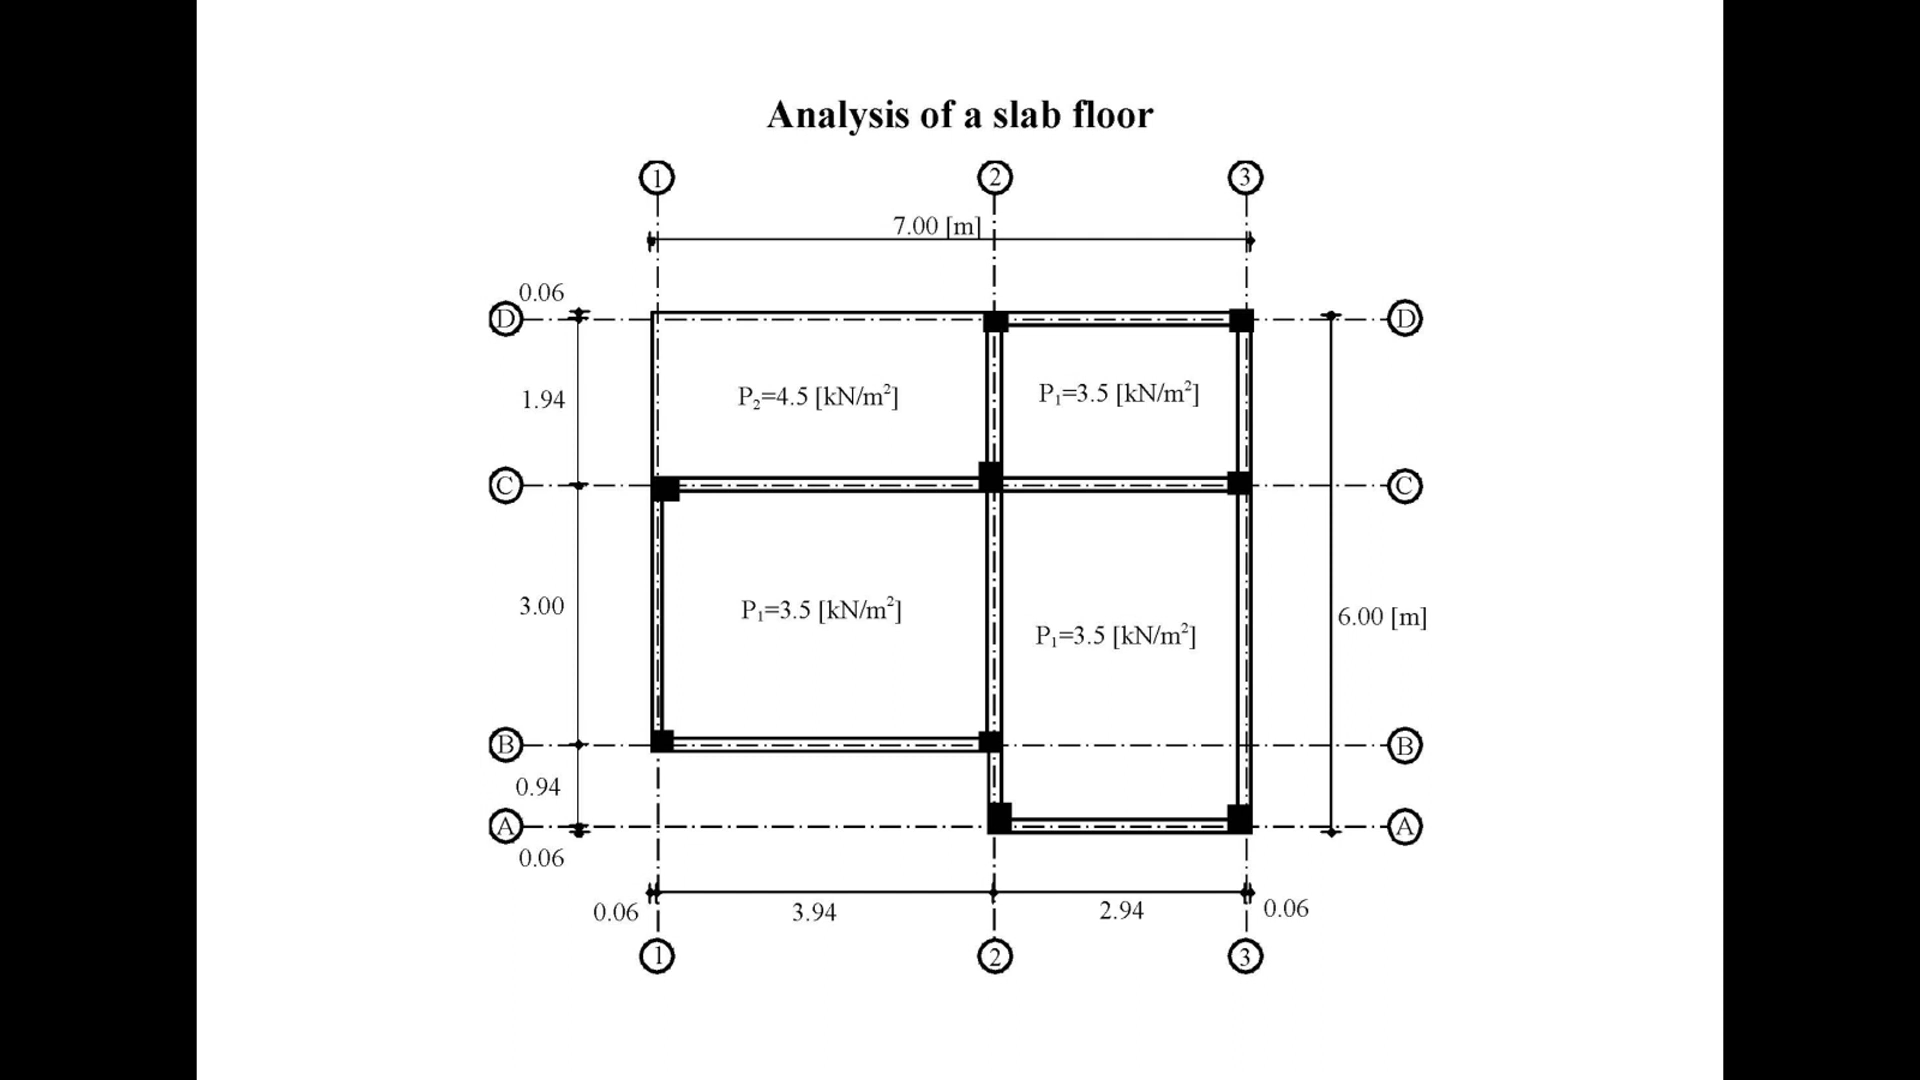 Analysis of a slab floor
1 2 3
7.00 [m]
0.06
D D
P₂=4.5 [kN/m²] P₁=3.5 [kN/m²]
1.94
C C
3.00
P₁=3.5 [kN/m²]
P₁=3.5 [kN/m²]
6.00 [m]
B B
0.94
A A
0.06
0.06 3.94 2.94 0.06
1 2 3